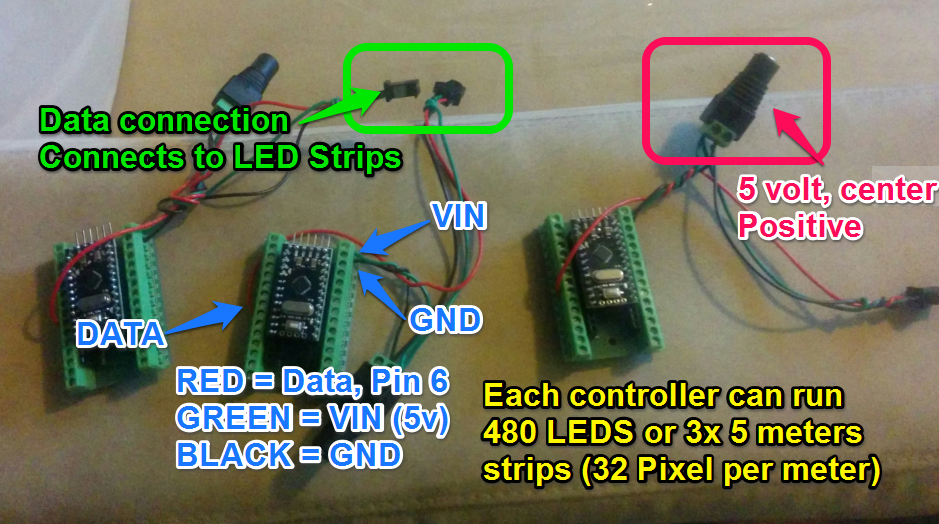 Data connection
Connects to LED Strips
5 volt, center
Positive
VIN
GND
DATA
RED = Data, Pin 6
GREEN = VIN (5v)
BLACK = GND
Each controller can run
480 LEDS or 3x 5 meters
strips (32 Pixel per meter)